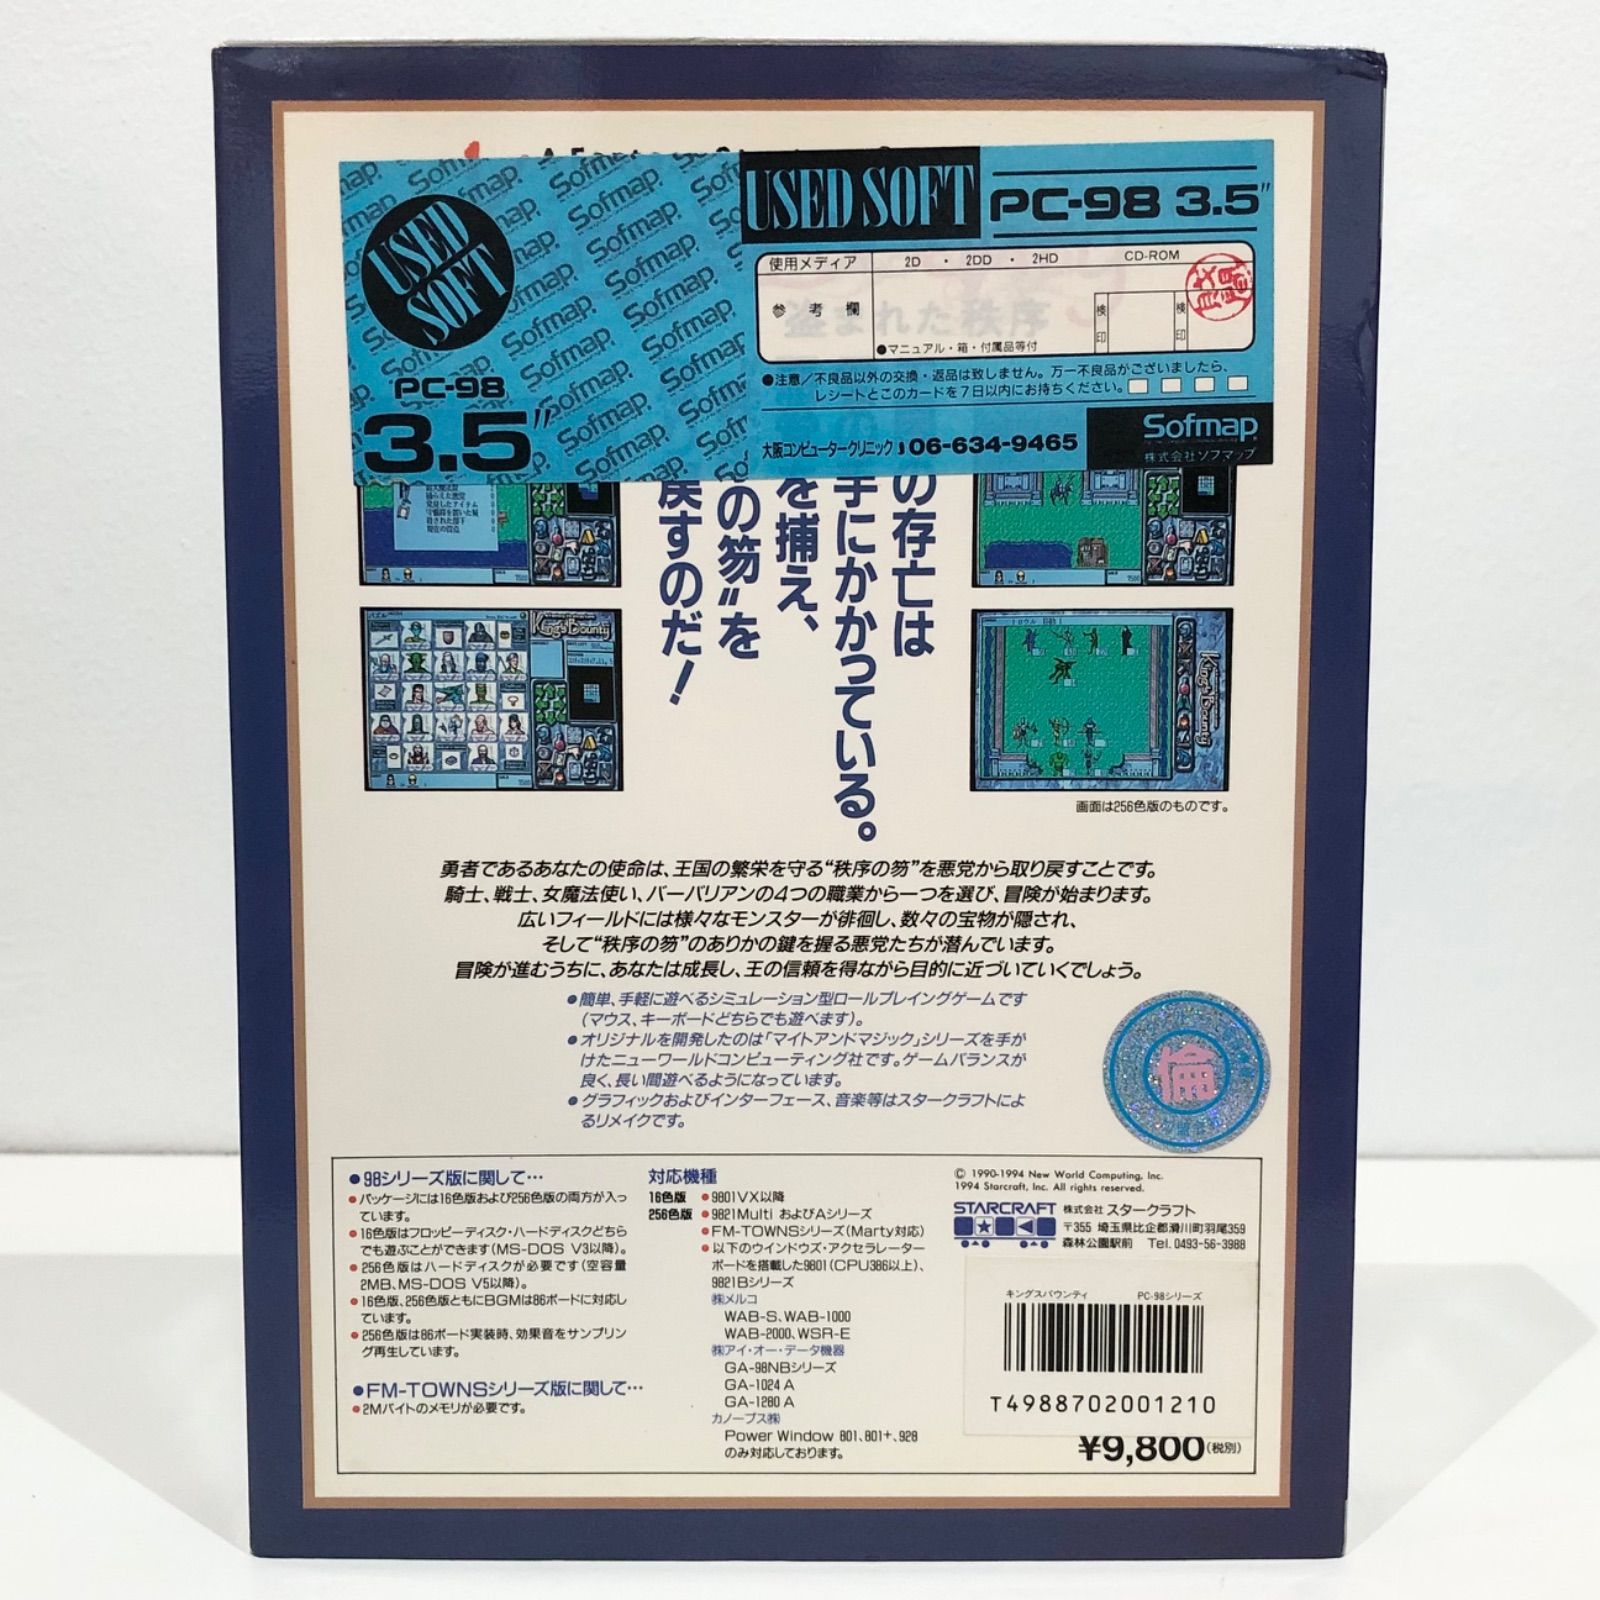 USED SOFT
PC-98
3.5"
USED SOFT PC-98 3.5"
使用メディア 2D ・ 2DD ・ 2HD CD-ROM
参考欄
盗まれた秩序
検印
検印
●マニュアル・箱・付属品等付
●注意／不良品以外の交換・返品は致しません。万一不良品がございましたら、
レシートとこのカードを7日以内にお持ちください。
大阪コンピュータークリニック 06-634-9465
Sofmap
株式会社ソフマップ
の存亡は
手にかかっている。
を捕え、
の笏"を
戻すのだ！
King's Bounty
King's Bounty
画面は256色版のものです。
勇者であるあなたの使命は、王国の繁栄を守る“秩序の笏”を悪党から取り戻すことです。
騎士、戦士、女魔法使い、バーバリアンの4つの職業から一つを選び、冒険が始まります。
広いフィールドには様々なモンスターが徘徊し、数々の宝物が隠され、
そして“秩序の笏”のありかの鍵を握る悪党たちが潜んでいます。
冒険が進むうちに、あなたは成長し、王の信頼を得ながら目的に近づいていくでしょう。
●簡単、手軽に遊べるシミュレーション型ロールプレイングゲームです
(マウス、キーボードどちらでも遊べます)。
●オリジナルを開発したのは「マイトアンドマジック」シリーズを手が
けたニューワールドコンピューティング社です。ゲームバランスが
良く、長い間遊べるようになっています。
●グラフィックおよびインターフェース、音楽等はスタークラフトによ
るリメイクです。
倫
●98シリーズ版に関して…
●パッケージには16色版および256色版の両方が入っ
ています。
●16色版はフロッピーディスク・ハードディスクどちら
でも遊ぶことができます(MS-DOS V3以降)。
●256色版はハードディスクが必要です(空容量
2MB、MS-DOS V5以降)。
●16色版、256色版ともにBGMは86ボードに対応し
ています。
●256色版は86ボード実装時、効果音をサンプリン
グ再生しています。
●FM-TOWNSシリーズ版に関して…
●2Mバイトのメモリが必要です。
対応機種
16色版 ●9801VX以降
256色版 ●9821Multi およびAシリーズ
●FM-TOWNSシリーズ(Marty対応)
●以下のウインドウズ・アクセラレーター
ボードを搭載した9801(CPU386以上)、
9821Bシリーズ
㈱メルコ
WAB-S、WAB-1000
WAB-2000、WSR-E
㈱アイ・オー・データ機器
GA-98NBシリーズ
GA-1024 A
GA-1280 A
カノープス㈱
Power Window 801、801+、928
のみ対応しております。
© 1990-1994 New World Computing, Inc.
1994 Starcraft, Inc. All rights reserved.
STARCRAFT 株式会社 スタークラフト
〒355 埼玉県比企郡滑川町羽尾359
森林公園駅前 Tel.0493-56-3988
キングスバウンティ PC-98シリーズ
T4988702001210
¥9,800(税別)